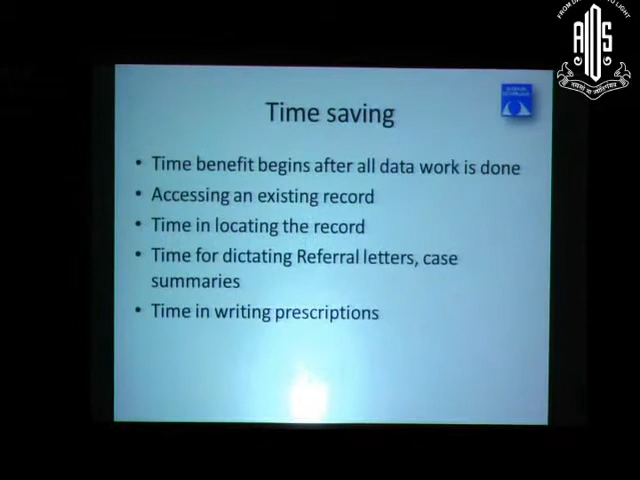 AIOS
Time saving
• Time benefit begins after all data work is done
• Accessing an existing record
• Time in locating the record
• Time for dictating Referral letters, case
summaries
• Time in writing prescriptions